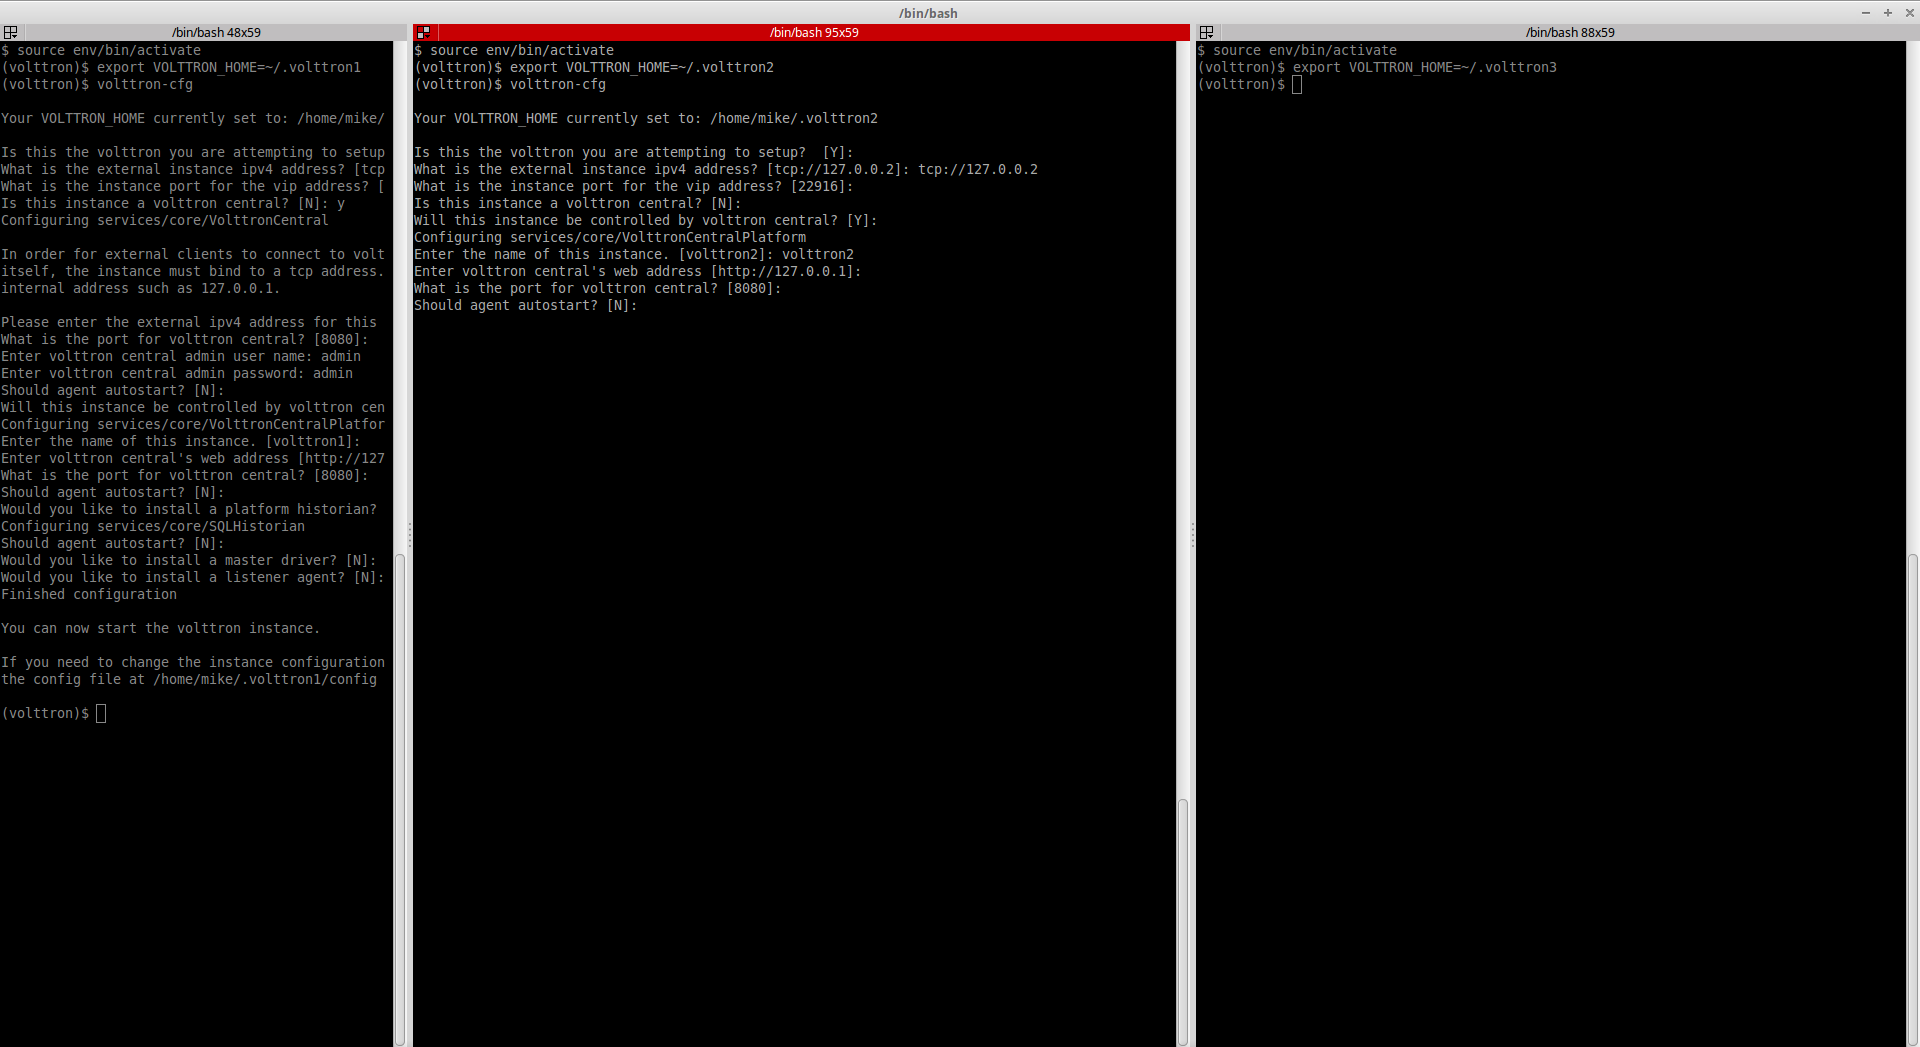 /bin/bash
/bin/bash 48x59
$ source env/bin/activate
(volttron)$ export VOLTTRON_HOME=~/.volttron1
(volttron)$ volttron-cfg
Your VOLTTRON_HOME currently set to: /home/mike/
Is this the volttron you are attempting to setup
What is the external instance ipv4 address? [tcp
What is the instance port for the vip address? [
Is this instance a volttron central? [N]: y
Configuring services/core/VolttronCentral
In order for external clients to connect to volt
itself, the instance must bind to a tcp address.
internal address such as 127.0.0.1.
Please enter the external ipv4 address for this
What is the port for volttron central? [8080]:
Enter volttron central admin user name: admin
Enter volttron central admin password: admin
Should agent autostart? [N]:
Will this instance be controlled by volttron cen
Configuring services/core/VolttronCentralPlatfor
Enter the name of this instance. [volttron1]:
Enter volttron central's web address [http://127
What is the port for volttron central? [8080]:
Should agent autostart? [N]:
Would you like to install a platform historian?
Configuring services/core/SQLHistorian
Should agent autostart? [N]:
Would you like to install a master driver? [N]:
Would you like to install a listener agent? [N]:
Finished configuration
You can now start the volttron instance.
If you need to change the instance configuration
the config file at /home/mike/.volttron1/config
(volttron)$
/bin/bash 95x59
$ source env/bin/activate
(volttron)$ export VOLTTRON_HOME=~/.volttron2
(volttron)$ volttron-cfg
Your VOLTTRON_HOME currently set to: /home/mike/.volttron2
Is this the volttron you are attempting to setup?  [Y]:
What is the external instance ipv4 address? [tcp://127.0.0.2]: tcp://127.0.0.2
What is the instance port for the vip address? [22916]:
Is this instance a volttron central? [N]:
Will this instance be controlled by volttron central? [Y]:
Configuring services/core/VolttronCentralPlatform
Enter the name of this instance. [volttron2]: volttron2
Enter volttron central's web address [http://127.0.0.1]:
What is the port for volttron central? [8080]:
Should agent autostart? [N]:
/bin/bash 88x59
$ source env/bin/activate
(volttron)$ export VOLTTRON_HOME=~/.volttron3
(volttron)$